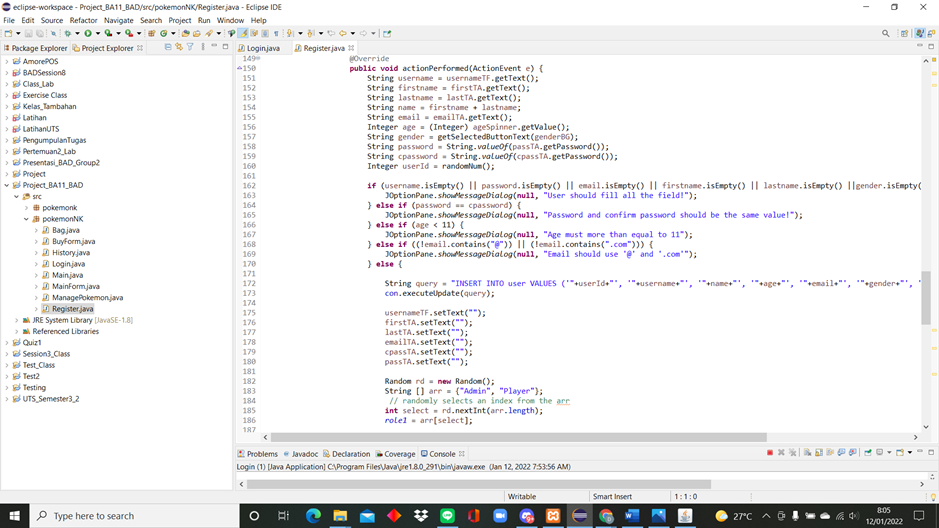 eclipse-workspace - Project_BA11_BAD/src/pokemonNK/Register.java - Eclipse IDE
File Edit Source Refactor Navigate Search Project Run Window Help
Package Explorer Project Explorer
AmorePOS
BADSession8
Class_Lab
Exercise Class
Kelas_Tambahan
Latihan
LatihanUTS
PengumpulanTugas
Pertemuan2_Lab
Presentasi_BAD_Group2
Project
Project_BA11_BAD
src
pokemonk
pokemonNK
Bag.java
BuyForm.java
History.java
Login.java
Main.java
MainForm.java
ManagePokemon.java
Register.java
JRE System Library [JavaSE-1.8]
Referenced Libraries
Quiz1
Session3_Class
Test_Class
Test2
Testing
UTS_Semester3_2
Login.java Register.java
149 @Override
150 public void actionPerformed(ActionEvent e) {
151 String username = usernameTF.getText();
152 String firstname = firstTA.getText();
153 String lastname = lastTA.getText();
154 String name = firstname + lastname;
155 String email = emailTA.getText();
156 Integer age = (Integer) ageSpinner.getValue();
157 String gender = getSelectedButtonText(genderBG);
158 String password = String.valueOf(passTA.getPassword());
159 String cpassword = String.valueOf(cpassTA.getPassword());
160 Integer userId = randomNum();
161
162 if (username.isEmpty() || password.isEmpty() || email.isEmpty() || firstname.isEmpty() || lastname.isEmpty() ||gender.isEmpty
163 JOptionPane.showMessageDialog(null, "User should fill all the field!");
164 } else if (password == cpassword) {
165 JOptionPane.showMessageDialog(null, "Password and confirm password should be the same value!");
166 } else if (age < 11) {
167 JOptionPane.showMessageDialog(null, "Age must more than equal to 11");
168 } else if ((!email.contains("@")) || (!email.contains(".com"))) {
169 JOptionPane.showMessageDialog(null, "Email should use '@' and '.com'");
170 } else {
171
172 String query = "INSERT INTO user VALUES ('"+userId+"', '"+username+"', '"+name+"', '"+age+"', '"+email+"', '"+gender+"', '
173 con.executeUpdate(query);
174
175 usernameTF.setText("");
176 firstTA.setText("");
177 lastTA.setText("");
178 emailTA.setText("");
179 cpassTA.setText("");
180 passTA.setText("");
181
182 Random rd = new Random();
183 String [] arr = {"Admin", "Player"};
184 // randomly selects an index from the arr
185 int select = rd.nextInt(arr.length);
186 role1 = arr[select];
187
Problems Javadoc Declaration Coverage Console
Login (1) [Java Application] C:\Program Files\Java\jre1.8.0_291\bin\javaw.exe (Jan 12, 2022 7:53:56 AM)
Writable Smart Insert 1 : 1 : 0
Type here to search 27°C 8:05
12/01/2022